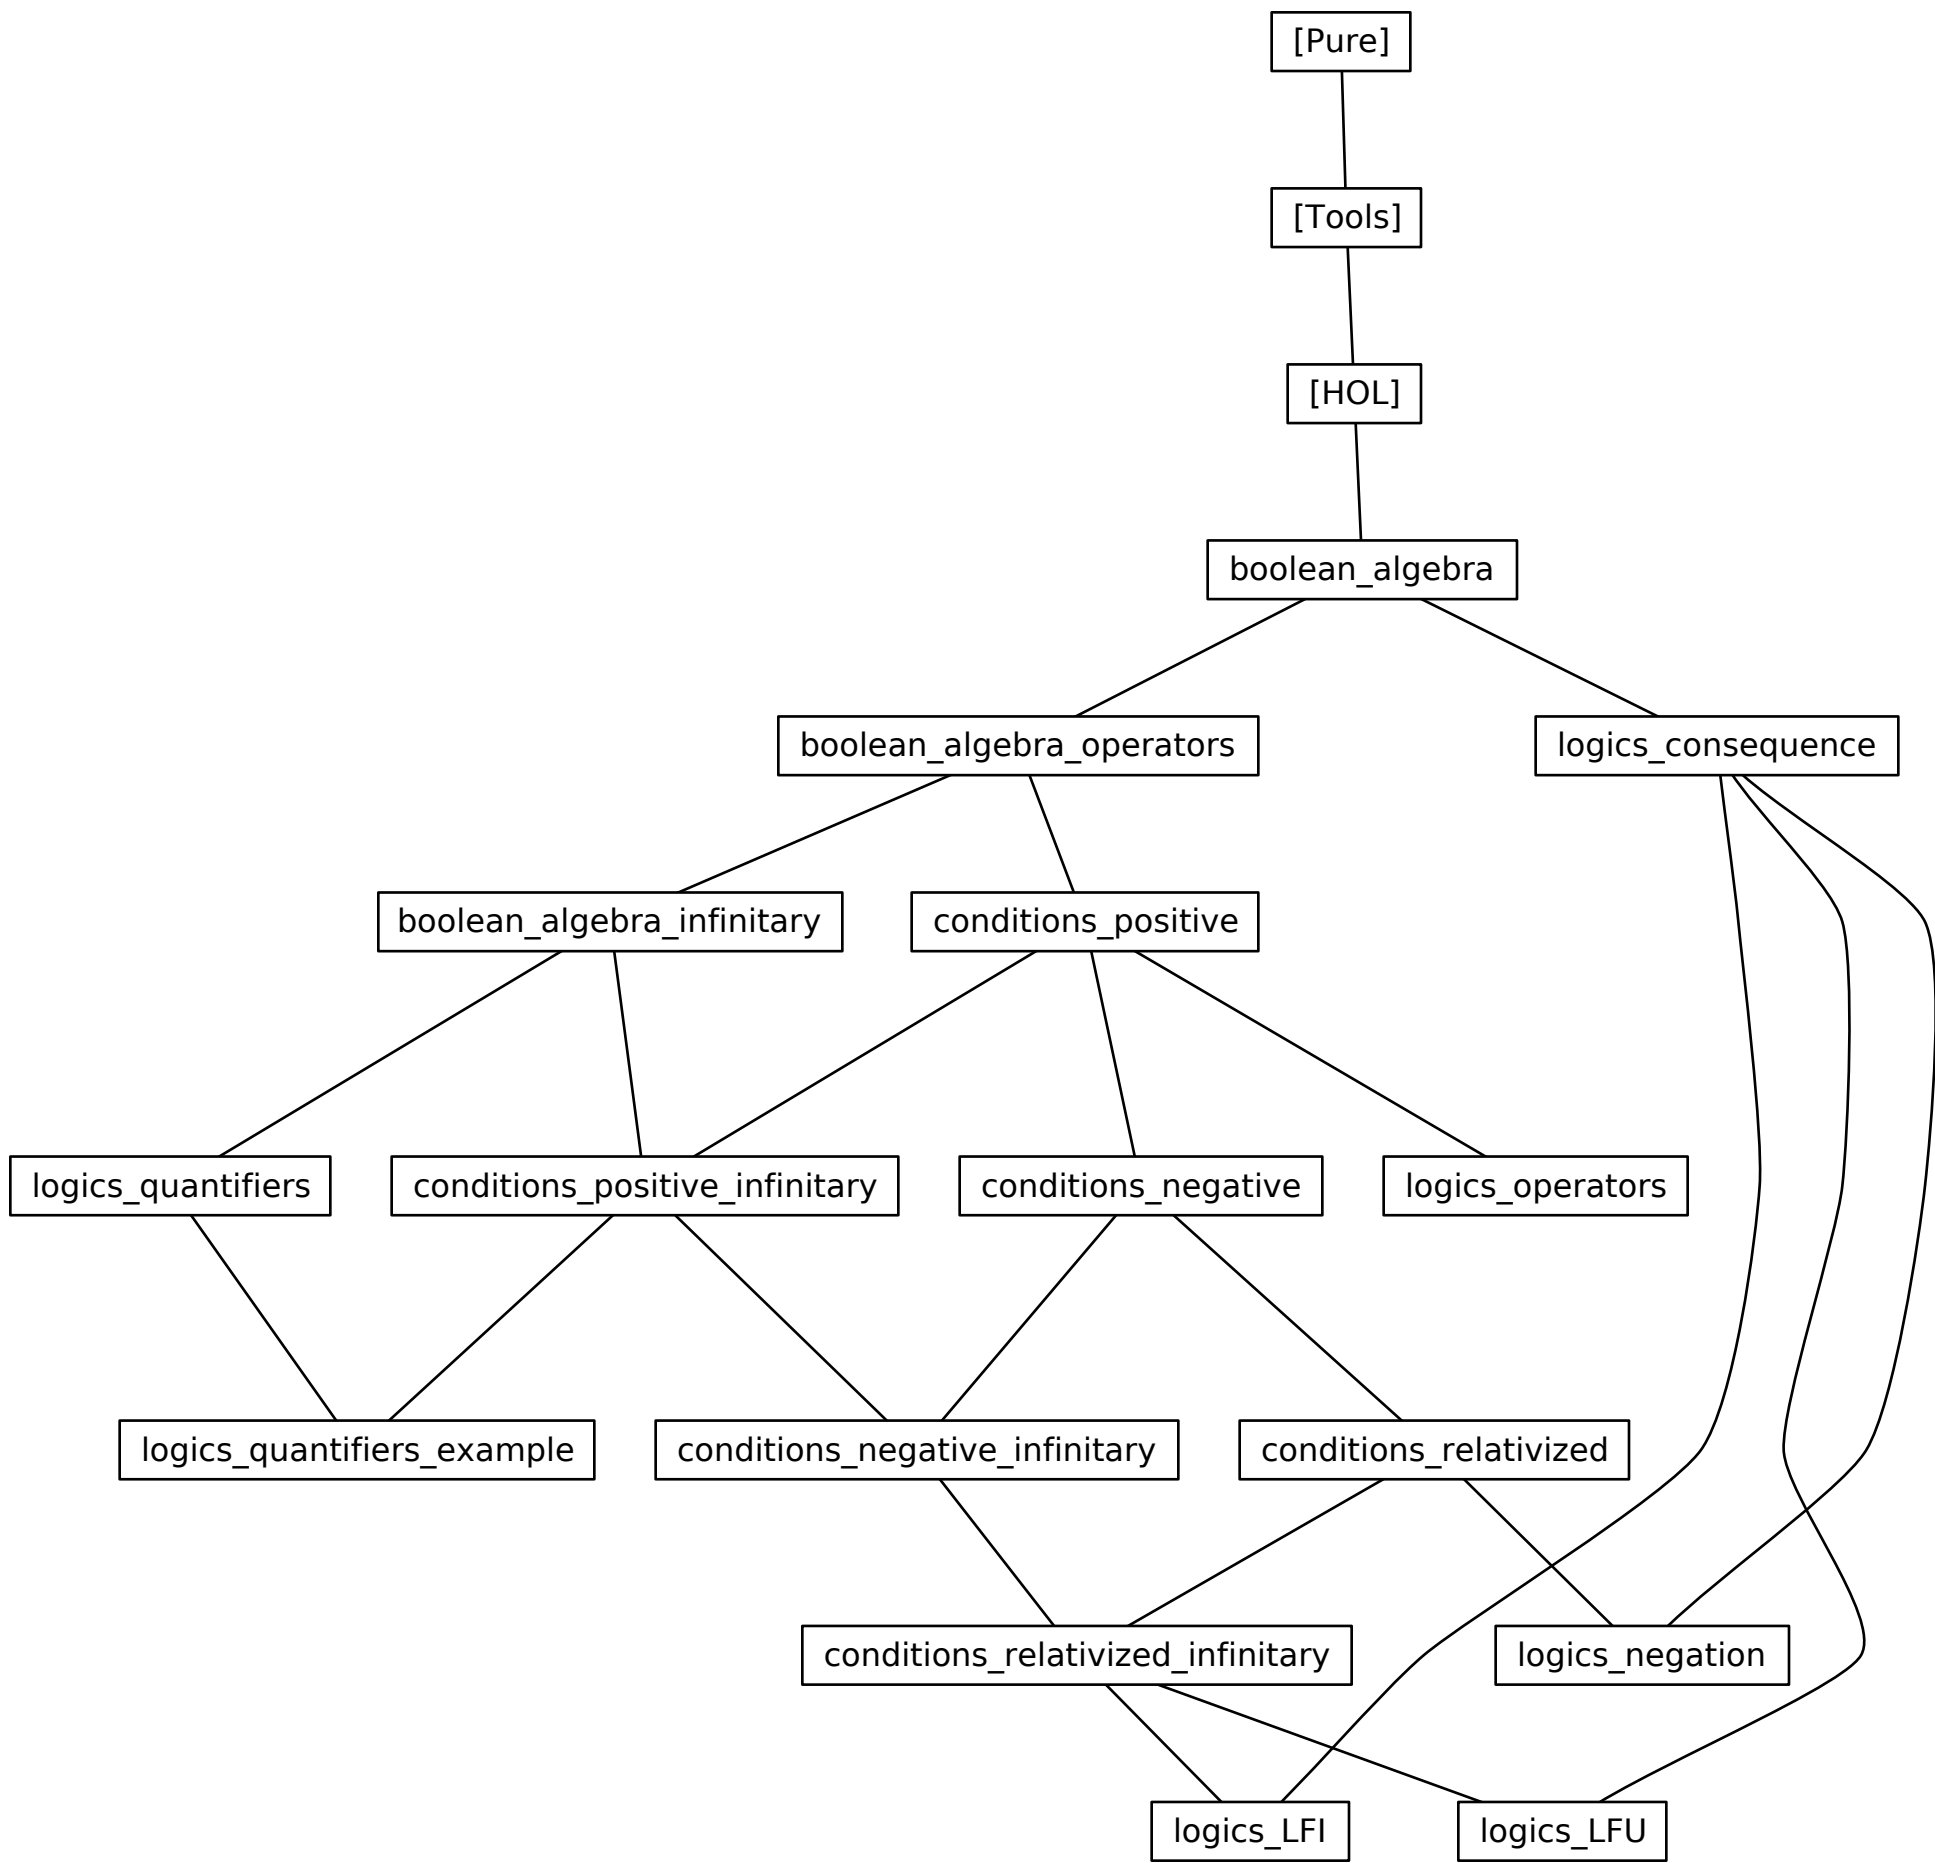 [Pure]
[Tools]
[HOL]
boolean_algebra
boolean_algebra_operators
logics_consequence
boolean_algebra_infinitary
conditions_positive
logics_quantifiers
conditions_positive_infinitary
conditions_negative
logics_operators
logics_quantifiers_example
conditions_negative_infinitary
conditions_relativized
conditions_relativized_infinitary
logics_negation
logics_LFI
logics_LFU